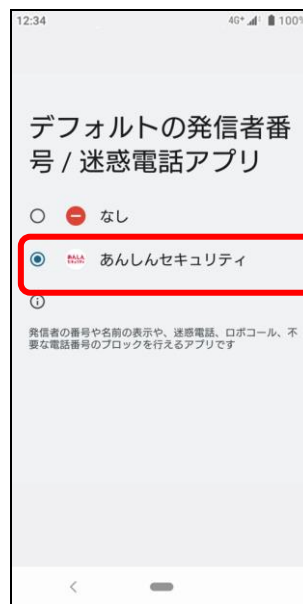 12:34 4G+ 100%
デフォルトの発信者番
号 / 迷惑電話アプリ
なし
あんしんセキュリティ
発信者の番号や名前の表示や、迷惑電話、ロボコール、不
要な電話番号のブロックを行えるアプリです